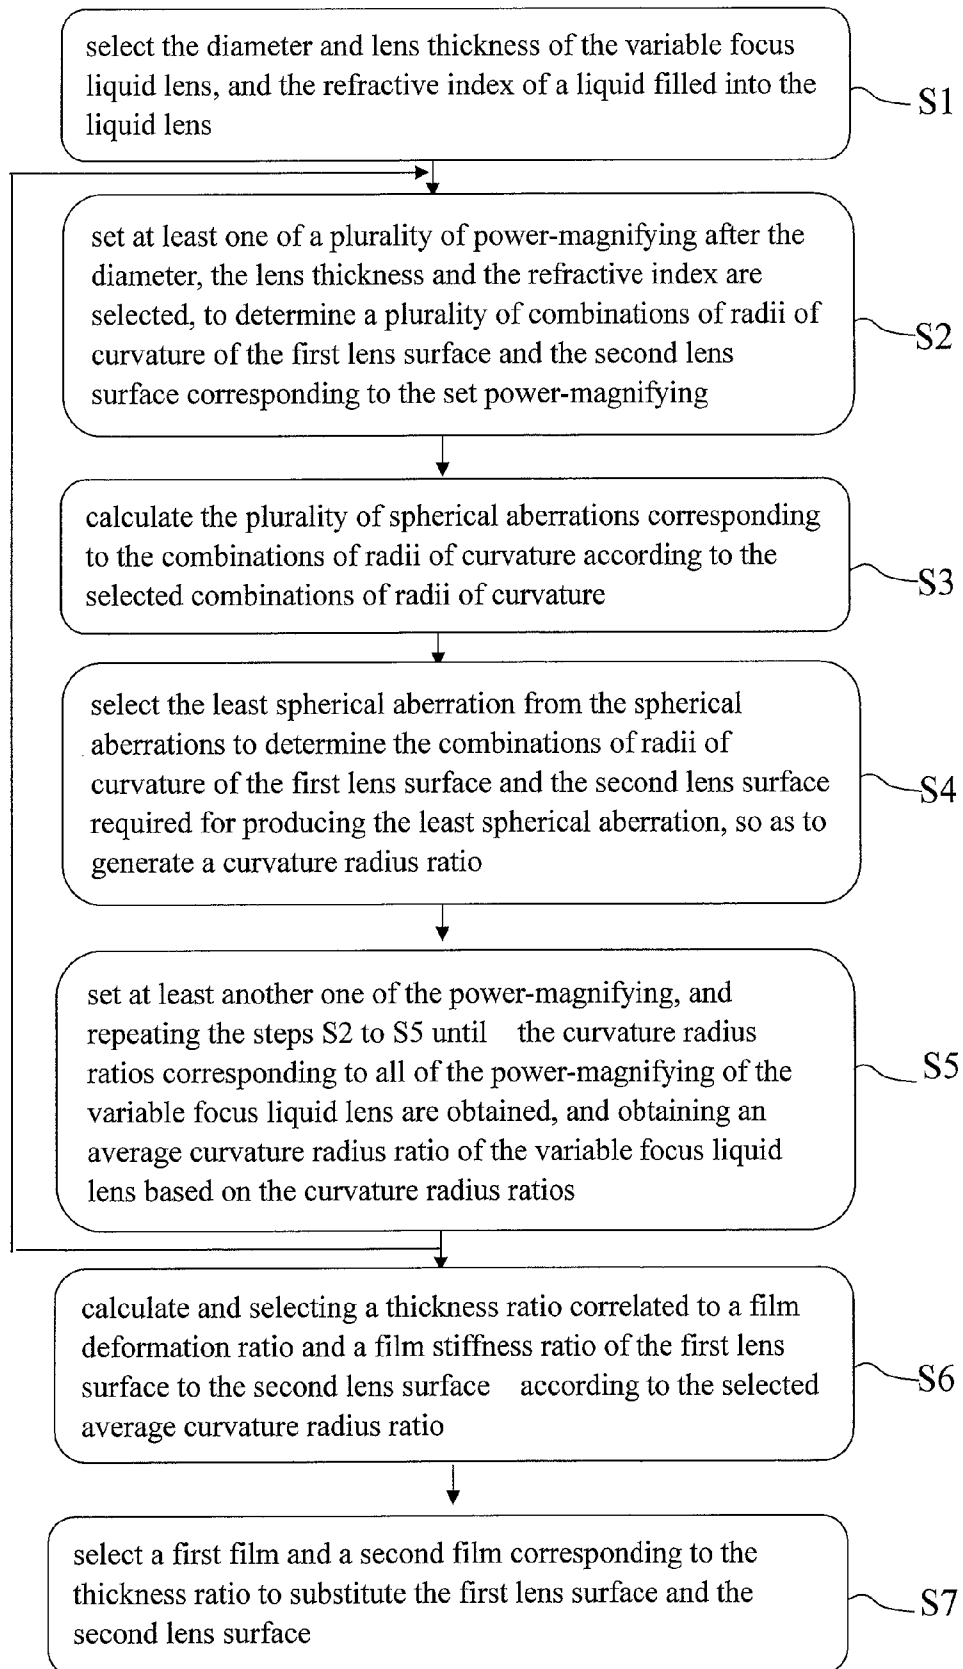 select the diameter and lens thickness of the variable focus
liquid lens, and the refractive index of a liquid filled into the
liquid lens
S1
set at least one of a plurality of power-magnifying after the
diameter, the lens thickness and the refractive index are
selected, to determine a plurality of combinations of radii of
curvature of the first lens surface and the second lens
surface corresponding to the set power-magnifying
S2
calculate the plurality of spherical aberrations corresponding
to the combinations of radii of curvature according to the
selected combinations of radii of curvature
S3
select the least spherical aberration from the spherical
aberrations to determine the combinations of radii of
curvature of the first lens surface and the second lens surface
required for producing the least spherical aberration, so as to
generate a curvature radius ratio
S4
set at least another one of the power-magnifying, and
repeating the steps S2 to S5 until the curvature radius
ratios corresponding to all of the power-magnifying of the
variable focus liquid lens are obtained, and obtaining an
average curvature radius ratio of the variable focus liquid
lens based on the curvature radius ratios
S5
calculate and selecting a thickness ratio correlated to a film
deformation ratio and a film stiffness ratio of the first lens
surface to the second lens surface according to the selected
average curvature radius ratio
S6
select a first film and a second film corresponding to the
thickness ratio to substitute the first lens surface and the
second lens surface
S7